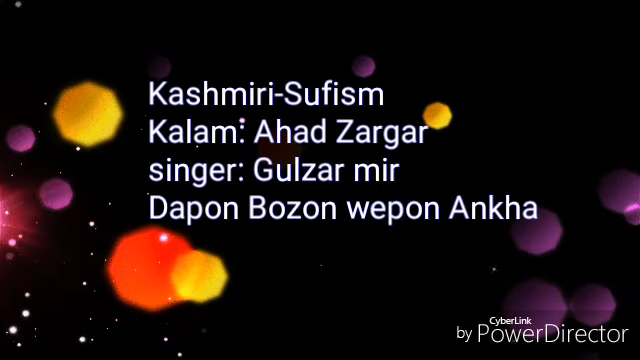 Kashmiri-Sufism
Kalam: Ahad Zargar
singer: Gulzar mir
Dapon Bozon wepon Ankha
CyberLink
by PowerDirector